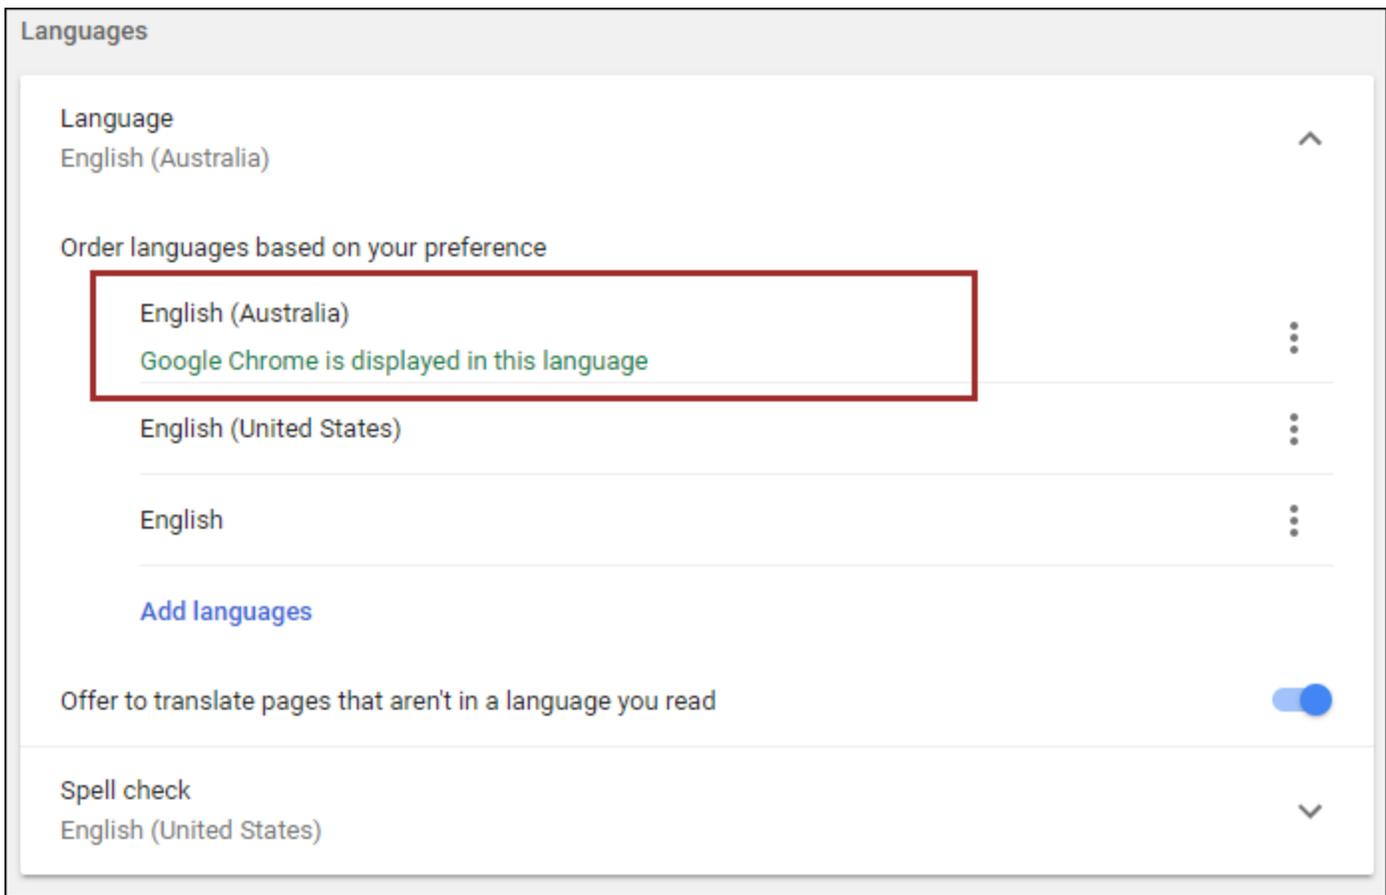 Languages
Language
English (Australia)
Order languages based on your preference
English (Australia)
Google Chrome is displayed in this language
English (United States)
English
Add languages
Offer to translate pages that aren't in a language you read
Spell check
English (United States)